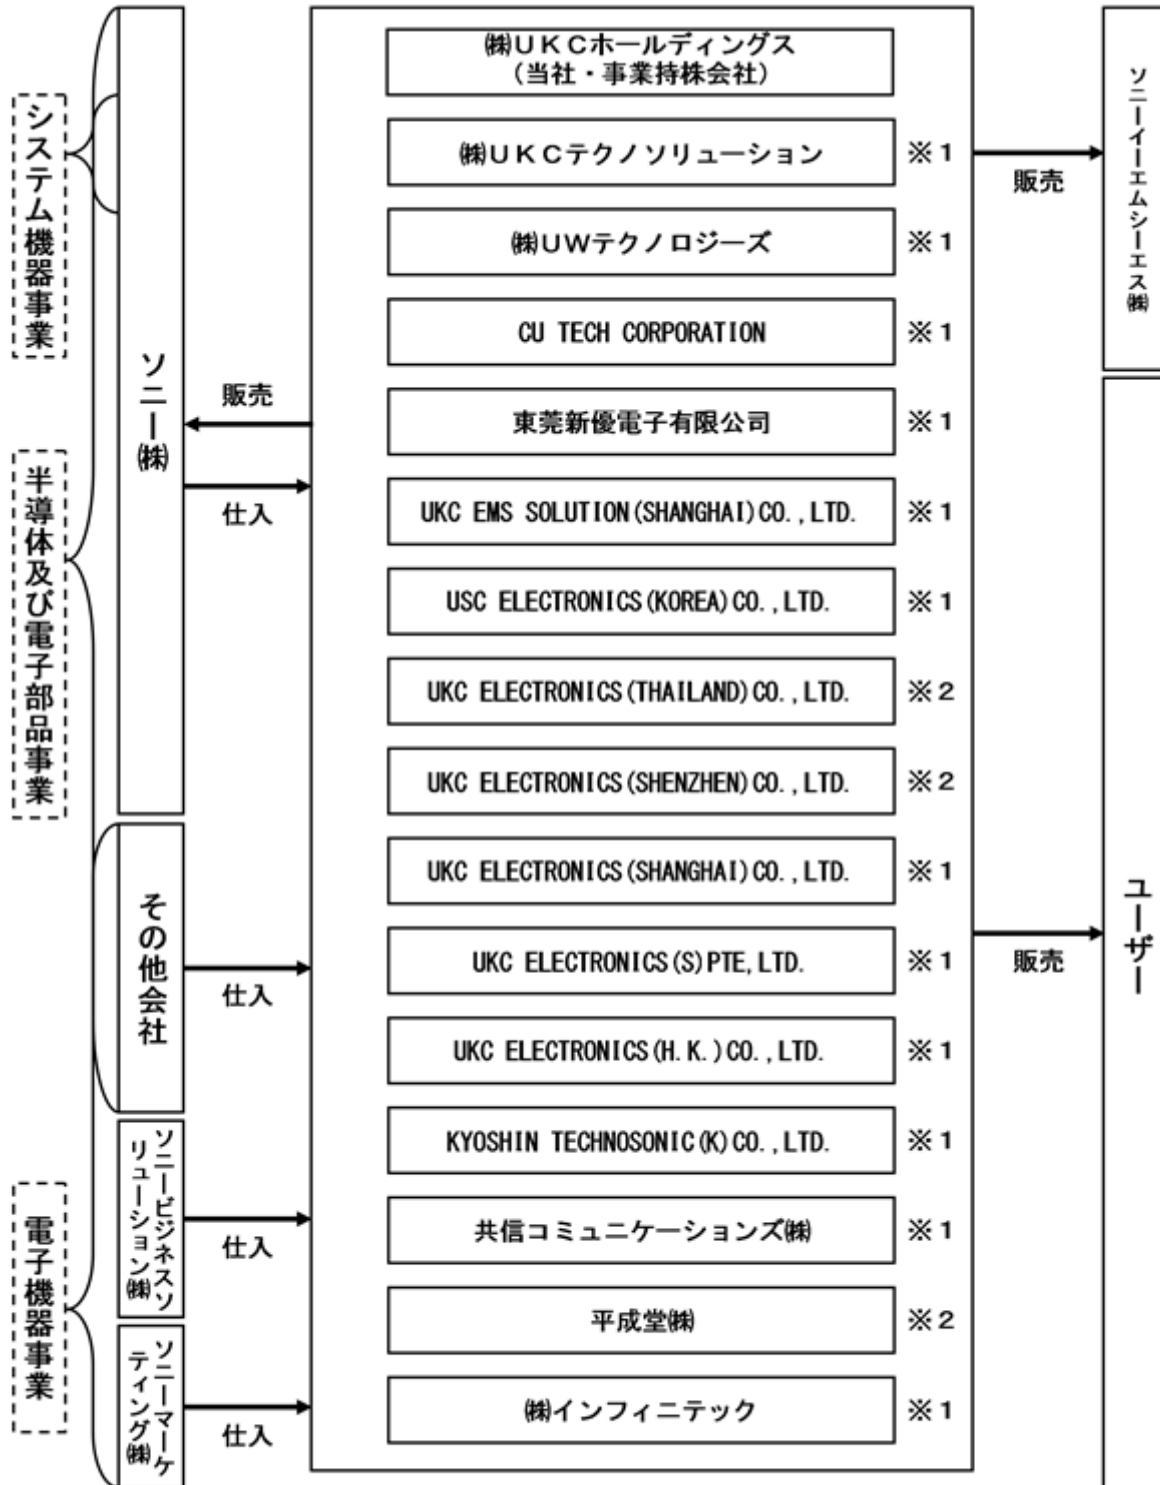 システム機器事業
半導体及び電子部品事業
電子機器事業
ソニー㈱
その他会社
ソニービジネスソ
リューション㈱
ソニーマーケ
ティング㈱
販売
仕入
仕入
仕入
仕入
㈱UKCホールディングス
(当社・事業持株会社)
㈱UKCテクノソリューション ※1
㈱UWテクノロジーズ ※1
CU TECH CORPORATION ※1
東莞新優電子有限公司 ※1
UKC EMS SOLUTION(SHANGHAI)CO.,LTD. ※1
USC ELECTRONICS(KOREA)CO.,LTD. ※1
UKC ELECTRONICS(THAILAND)CO.,LTD. ※2
UKC ELECTRONICS(SHENZHEN)CO.,LTD. ※2
UKC ELECTRONICS(SHANGHAI)CO.,LTD. ※1
UKC ELECTRONICS(S)PTE,LTD. ※1
UKC ELECTRONICS(H.K.)CO.,LTD. ※1
KYOSHIN TECHNOSONIC(K)CO.,LTD. ※1
共信コミュニケーションズ㈱ ※1
平成堂㈱ ※2
㈱インフィニテック ※1
販売
販売
ソニーイーエムシーエス㈱
ユーザー